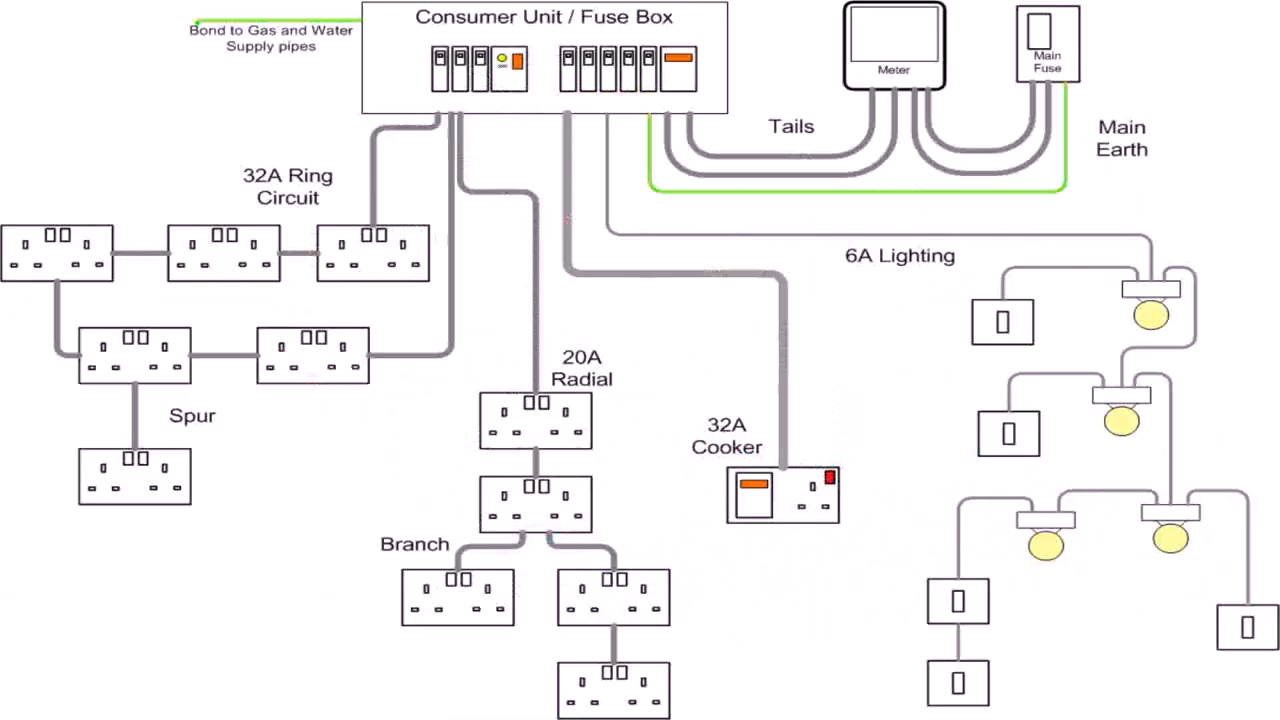 Consumer Unit / Fuse Box
Bond to Gas and Water
Supply pipes
Meter
Main
Fuse
Tails
Main
Earth
32A Ring
Circuit
6A Lighting
20A
Radial
Spur
32A
Cooker
Branch